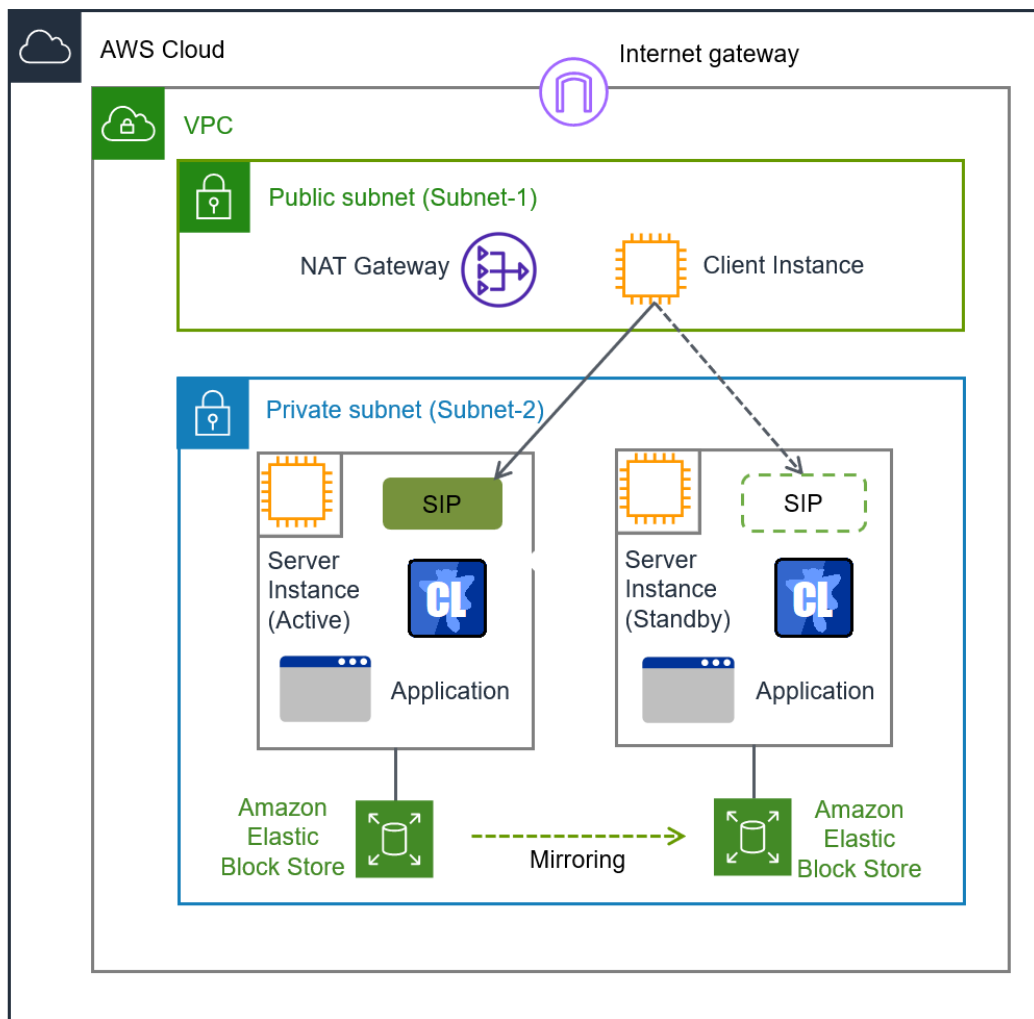 AWS Cloud
Internet gateway
VPC
Public subnet (Subnet-1)
NAT Gateway
Client Instance
Private subnet (Subnet-2)
SIP
Server
Instance
(Active)
CL
Application
SIP
Server
Instance
(Standby)
CL
Application
Amazon
Elastic
Block Store
Mirroring
Amazon
Elastic
Block Store